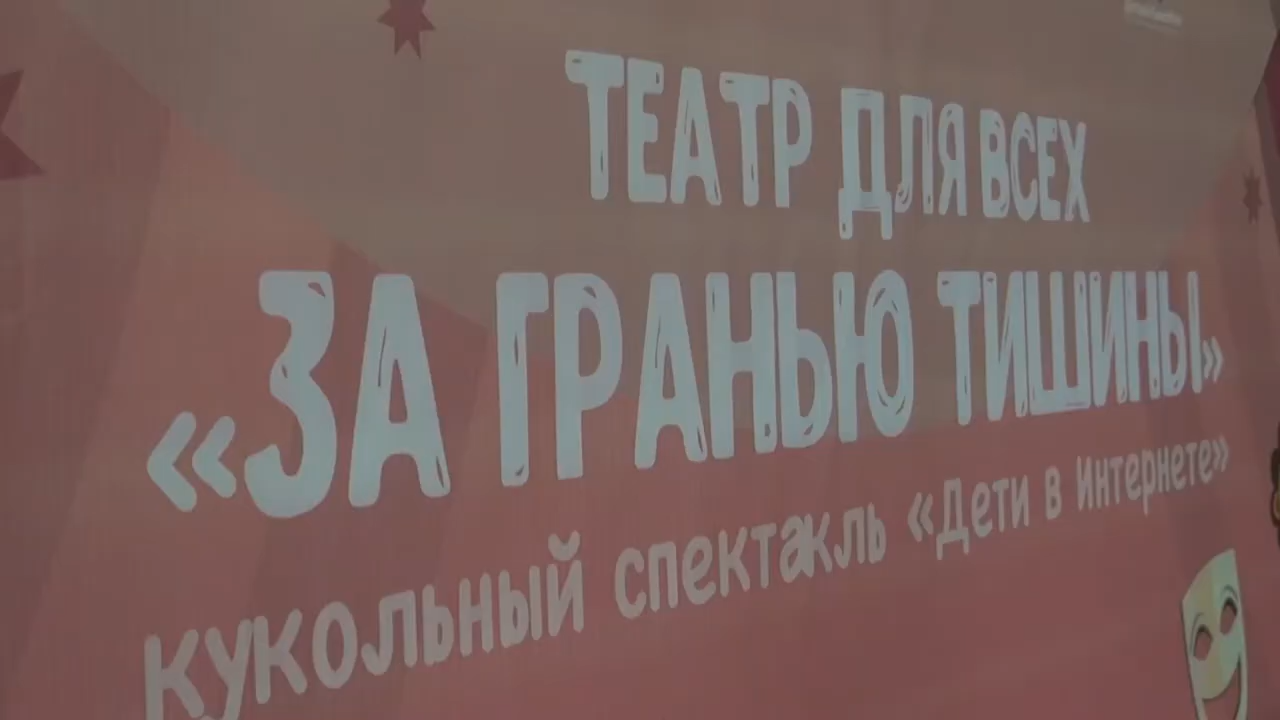 ТЕАТР ДЛЯ ВСЕХ
«ЗА ГРАНЬЮ ТИШИНЫ»
кукольный спектакль «Дети в интернете»